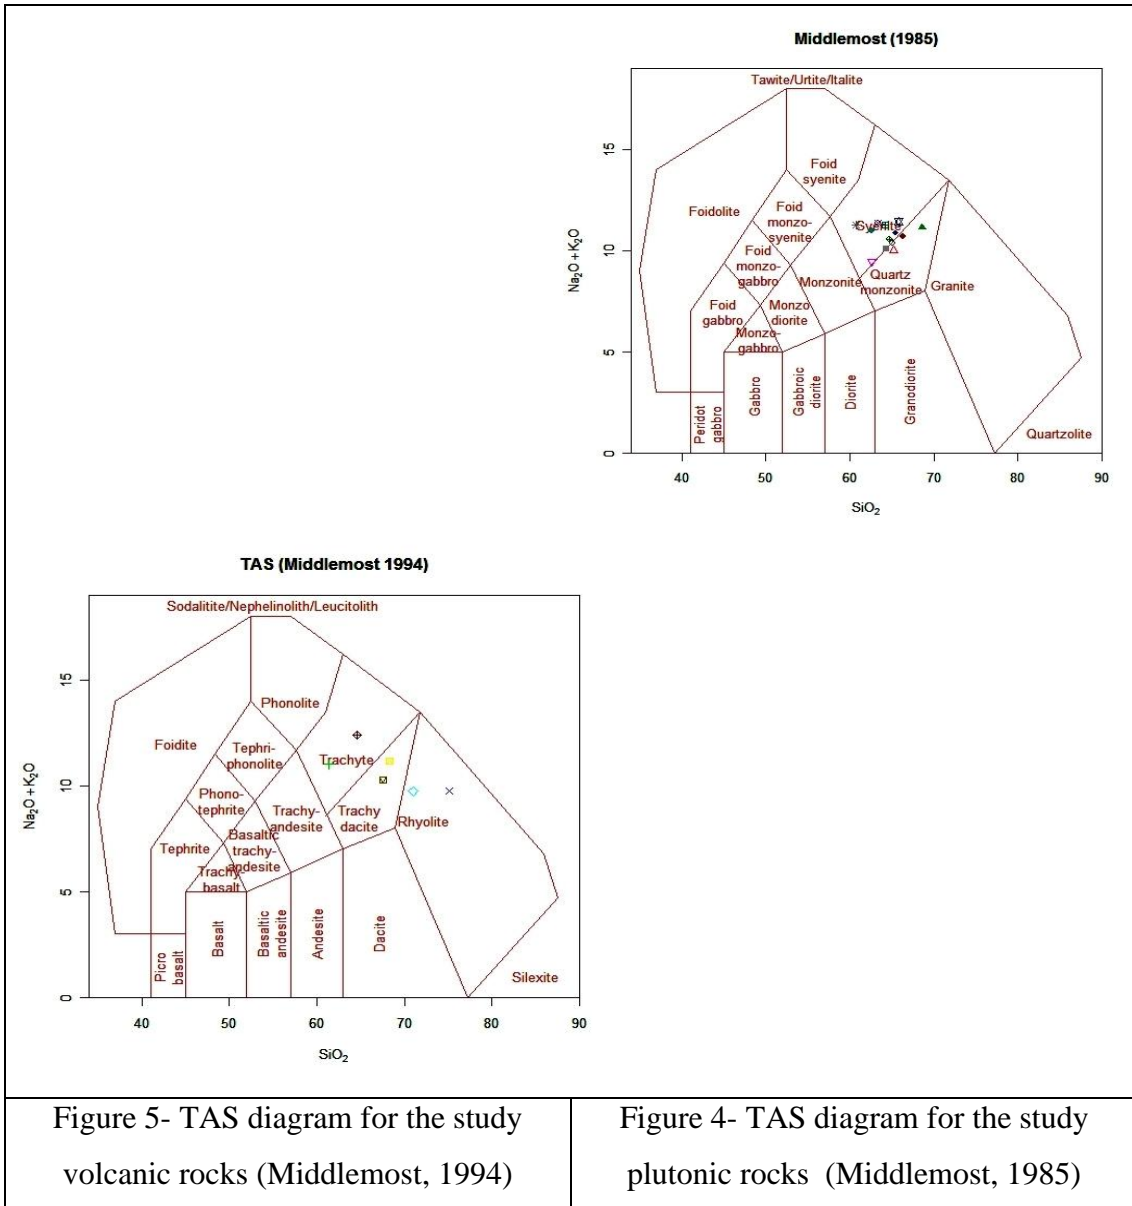 Middlemost (1985)
Tawite/Urtite/Italite
Foid
syenite
Foidolite
Foid
monzo-
syenite
Syenite
Foid
monzo-
gabbro
Monzonite
Quartz
monzonite
Granite
Foid
gabbro
Monzo
diorite
Monzo-
gabbro
Peridot
gabbro
Gabbro
Gabbroic
diorite
Diorite
Granodiorite
Quartzolite
Na₂O + K₂O
0
5
10
15
40 50 60 70 80 90
SiO₂
TAS (Middlemost 1994)
Sodalitite/Nephelinolith/Leucitolith
Phonolite
Foidite
Tephri-
phonolite
Trachyte
Phono-
tephrite
Trachy-
andesite
Trachy
dacite
Rhyolite
Tephrite
Basaltic
trachy-
andesite
Trachy-
basalt
Picro
basalt
Basalt
Basaltic
andesite
Andesite
Dacite
Silexite
Na₂O + K₂O
0
5
10
15
40 50 60 70 80 90
SiO₂
Figure 5- TAS diagram for the study
volcanic rocks (Middlemost, 1994)
Figure 4- TAS diagram for the study
plutonic rocks (Middlemost, 1985)